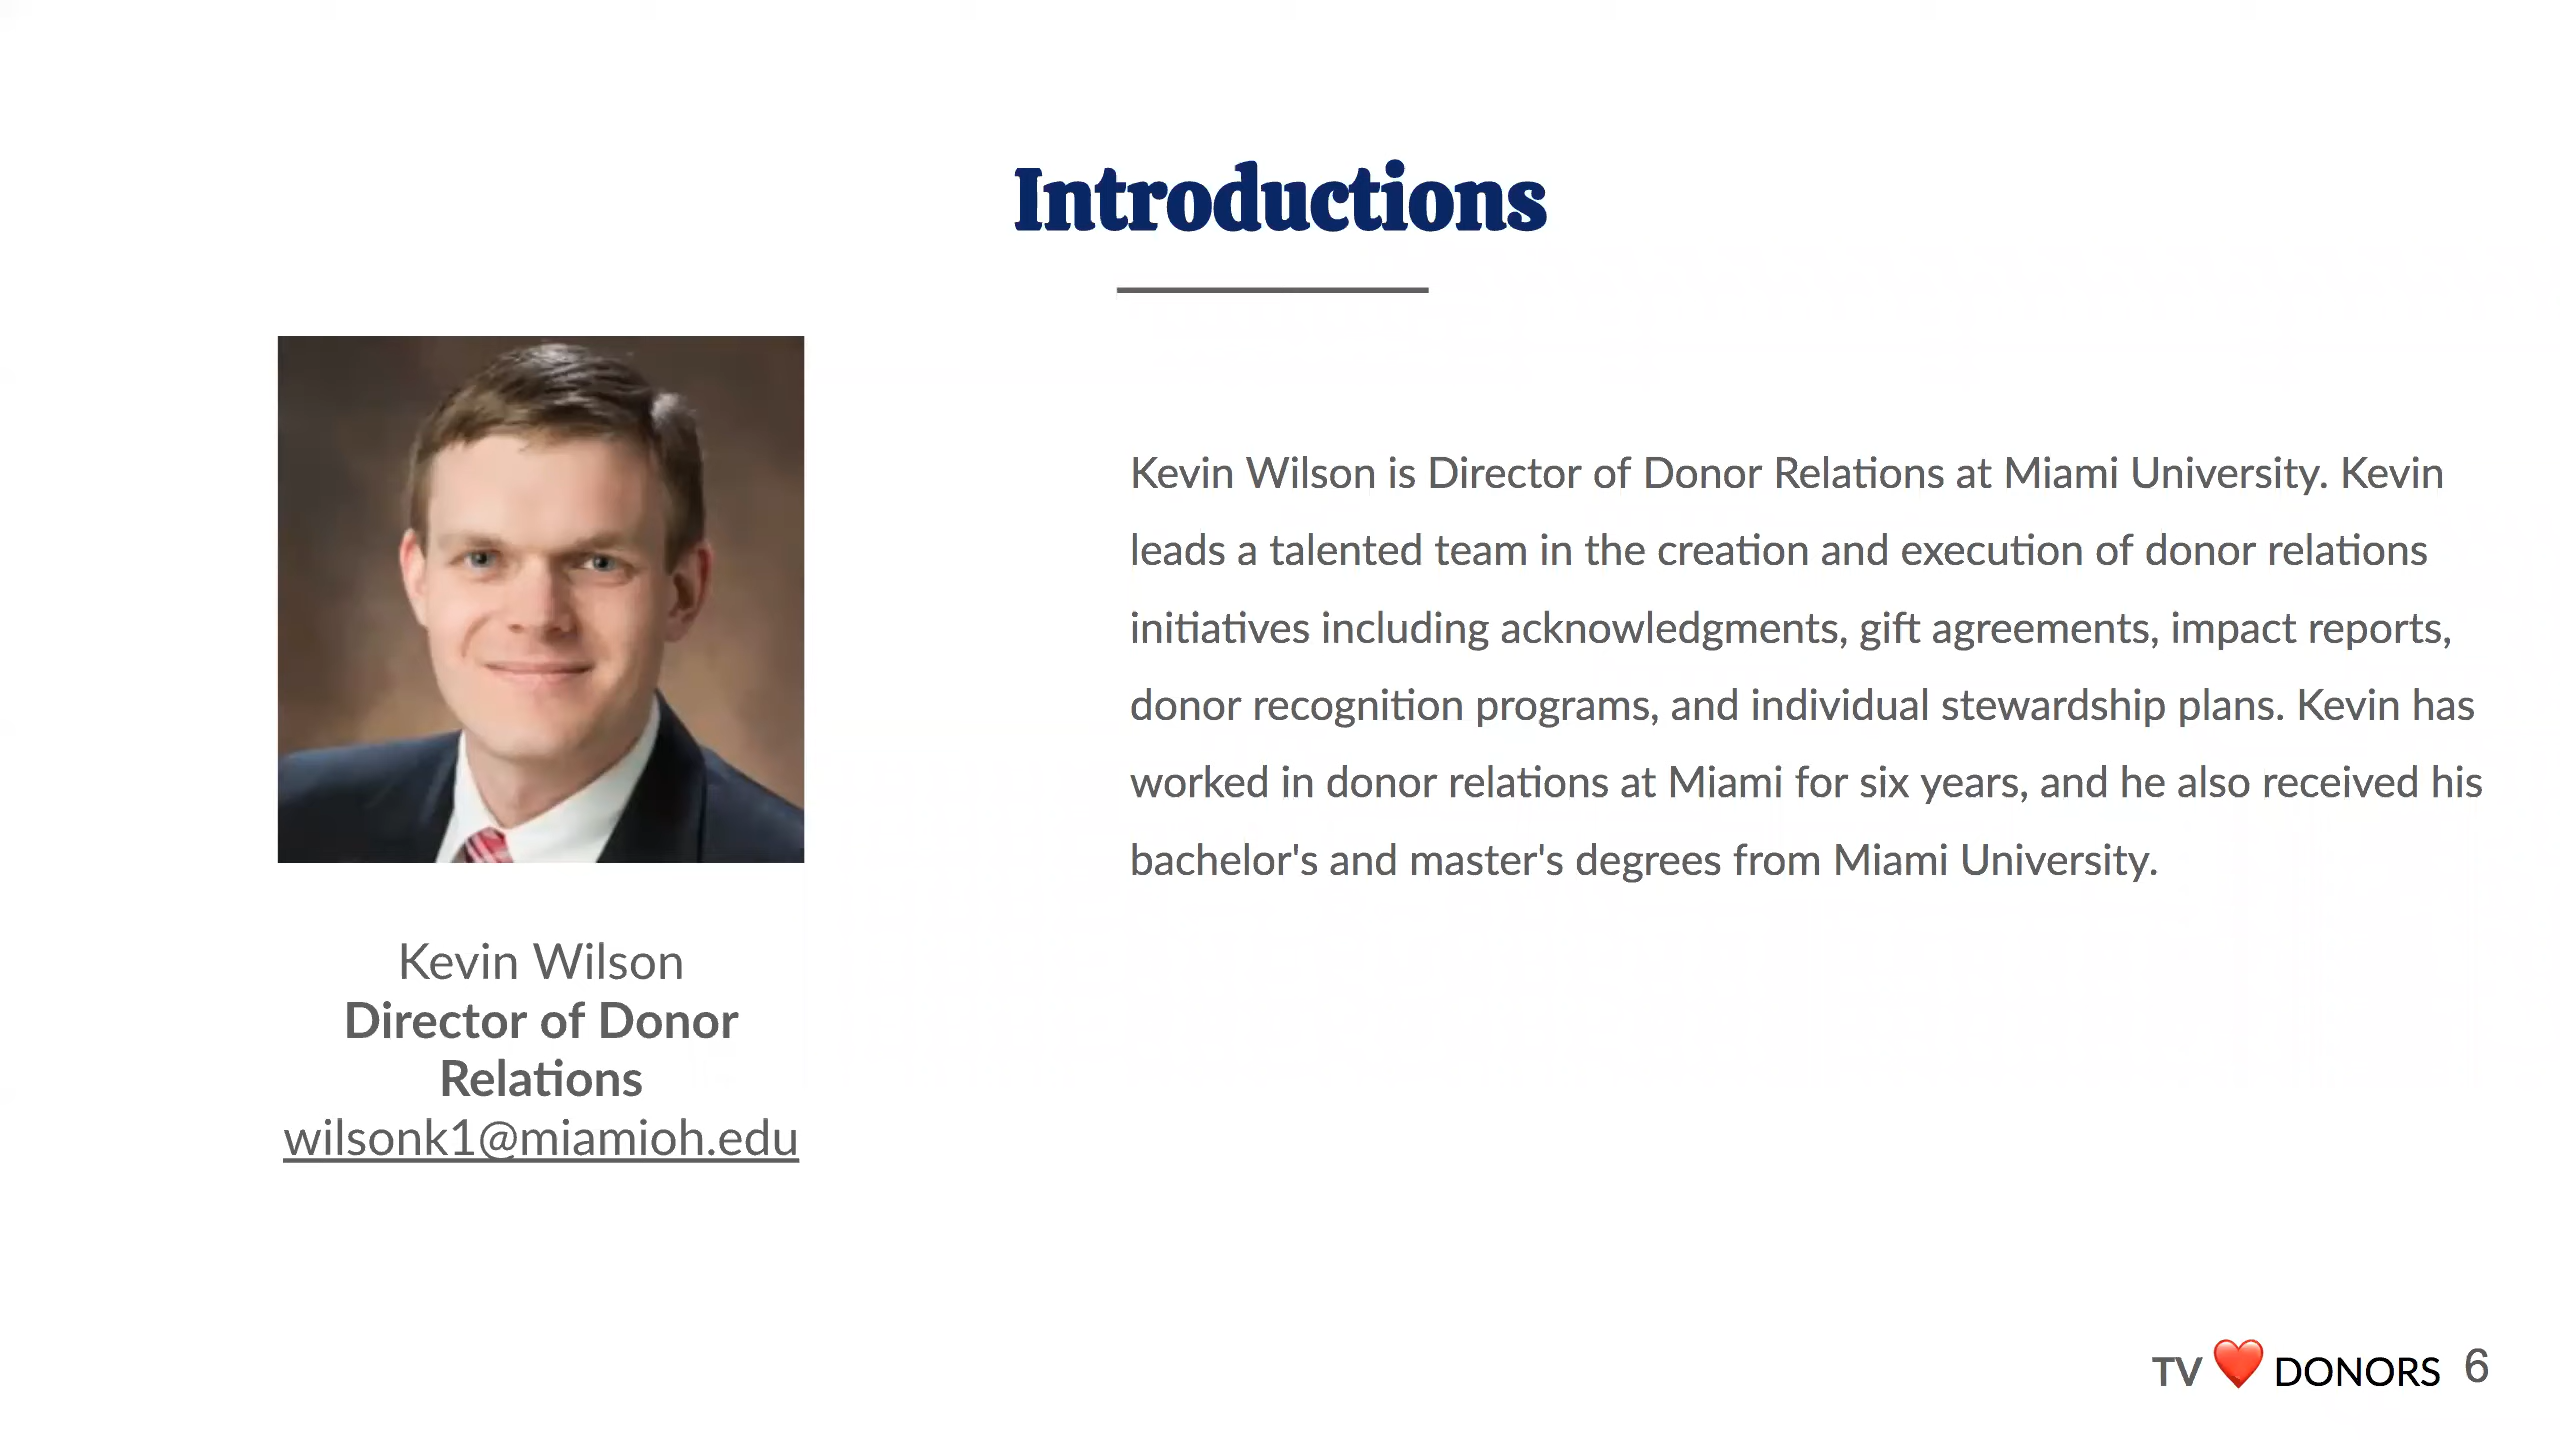 Introductions
Kevin Wilson is Director of Donor Relations at Miami University. Kevin
leads a talented team in the creation and execution of donor relations
initiatives including acknowledgments, gift agreements, impact reports,
donor recognition programs, and individual stewardship plans. Kevin has
worked in donor relations at Miami for six years, and he also received his
bachelor's and master's degrees from Miami University.
Kevin Wilson
Director of Donor
Relations
wilsonk1@miamioh.edu
TV ❤️ DONORS 6